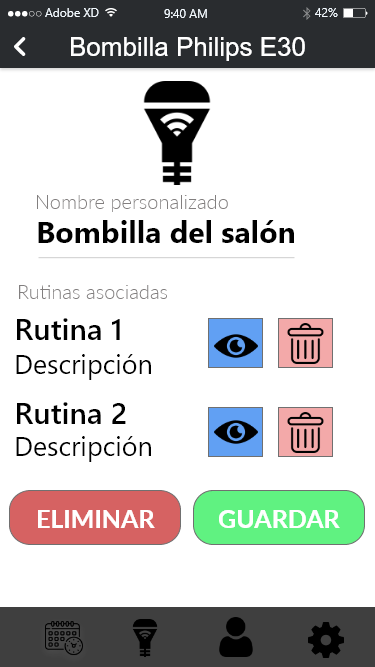 Adobe XD 9:40 AM 42%
Bombilla Philips E30
Nombre personalizado
Bombilla del salón
Rutinas asociadas
Rutina 1
Descripción
Rutina 2
Descripción
ELIMINAR GUARDAR